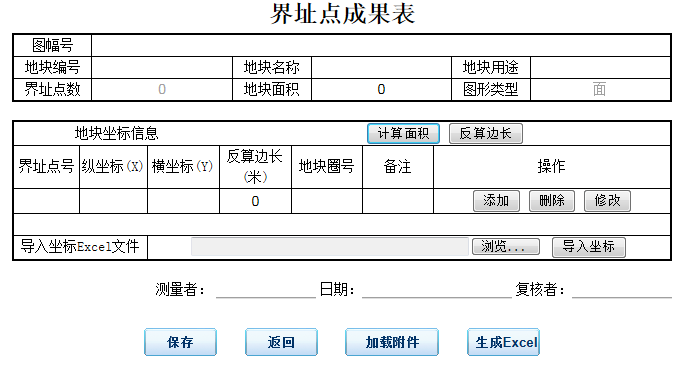 界址点成果表
图幅号
地块编号 地块名称 地块用途
界址点数 0 地块面积 0 图形类型 面
地块坐标信息 计算面积 反算边长
界址点号 纵坐标(X) 横坐标(Y) 反算边长(米) 地块圈号 备注 操作
0 添加 删除 修改
导入坐标Excel文件 浏览... 导入坐标
测量者： 日期： 复核者：
保存 返回 加载附件 生成Excel